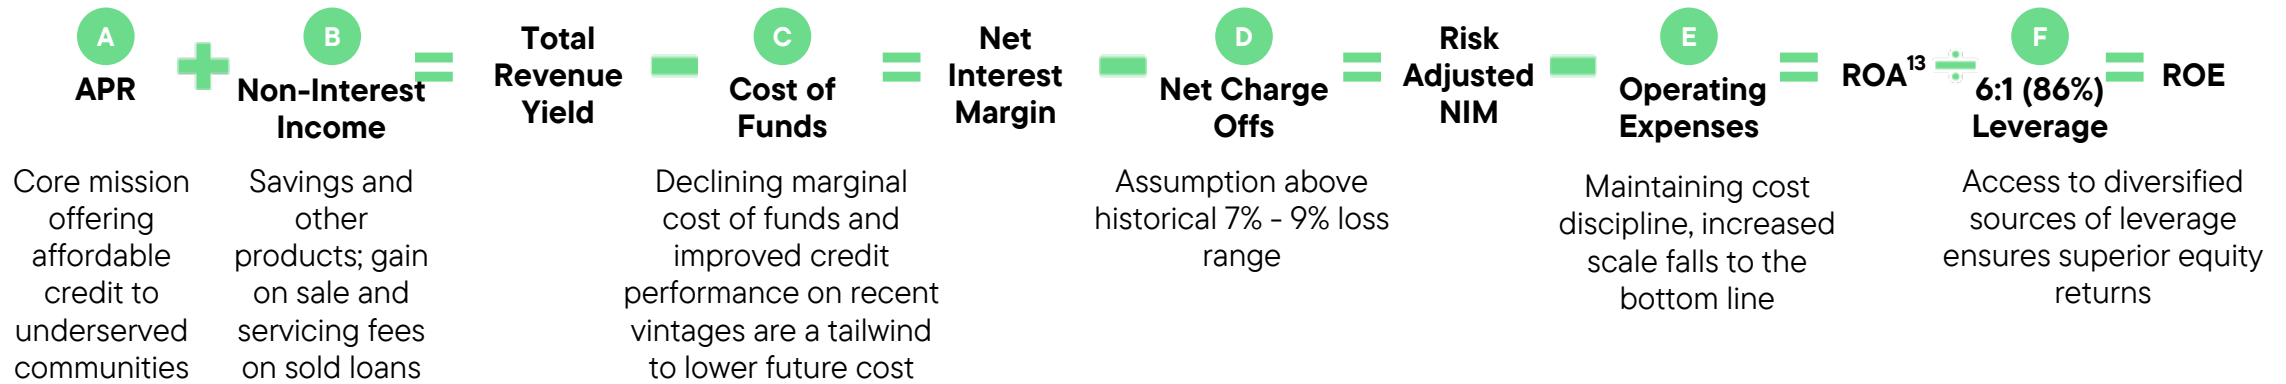 A
APR
+
B
Non-Interest
Income
=
Total
Revenue
Yield
−
C
Cost of
Funds
=
Net
Interest
Margin
−
D
Net Charge
Offs
=
Risk
Adjusted
NIM
−
E
Operating
Expenses
=
ROA¹³
÷
F
6:1 (86%)
Leverage
=
ROE
Core mission
offering
affordable
credit to
underserved
communities
Savings and
other
products; gain
on sale and
servicing fees
on sold loans
Declining marginal
cost of funds and
improved credit
performance on recent
vintages are a tailwind
to lower future cost
Assumption above
historical 7% - 9% loss
range
Maintaining cost
discipline, increased
scale falls to the
bottom line
Access to diversified
sources of leverage
ensures superior equity
returns